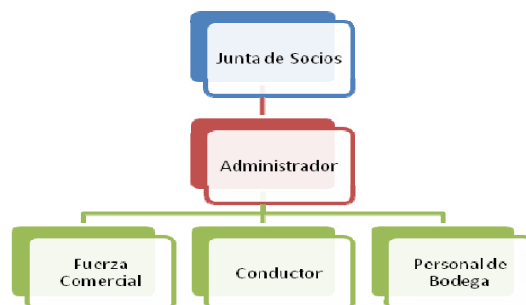 Junta de Socios
Administrador
Fuerza
Comercial
Conductor
Personal de
Bodega